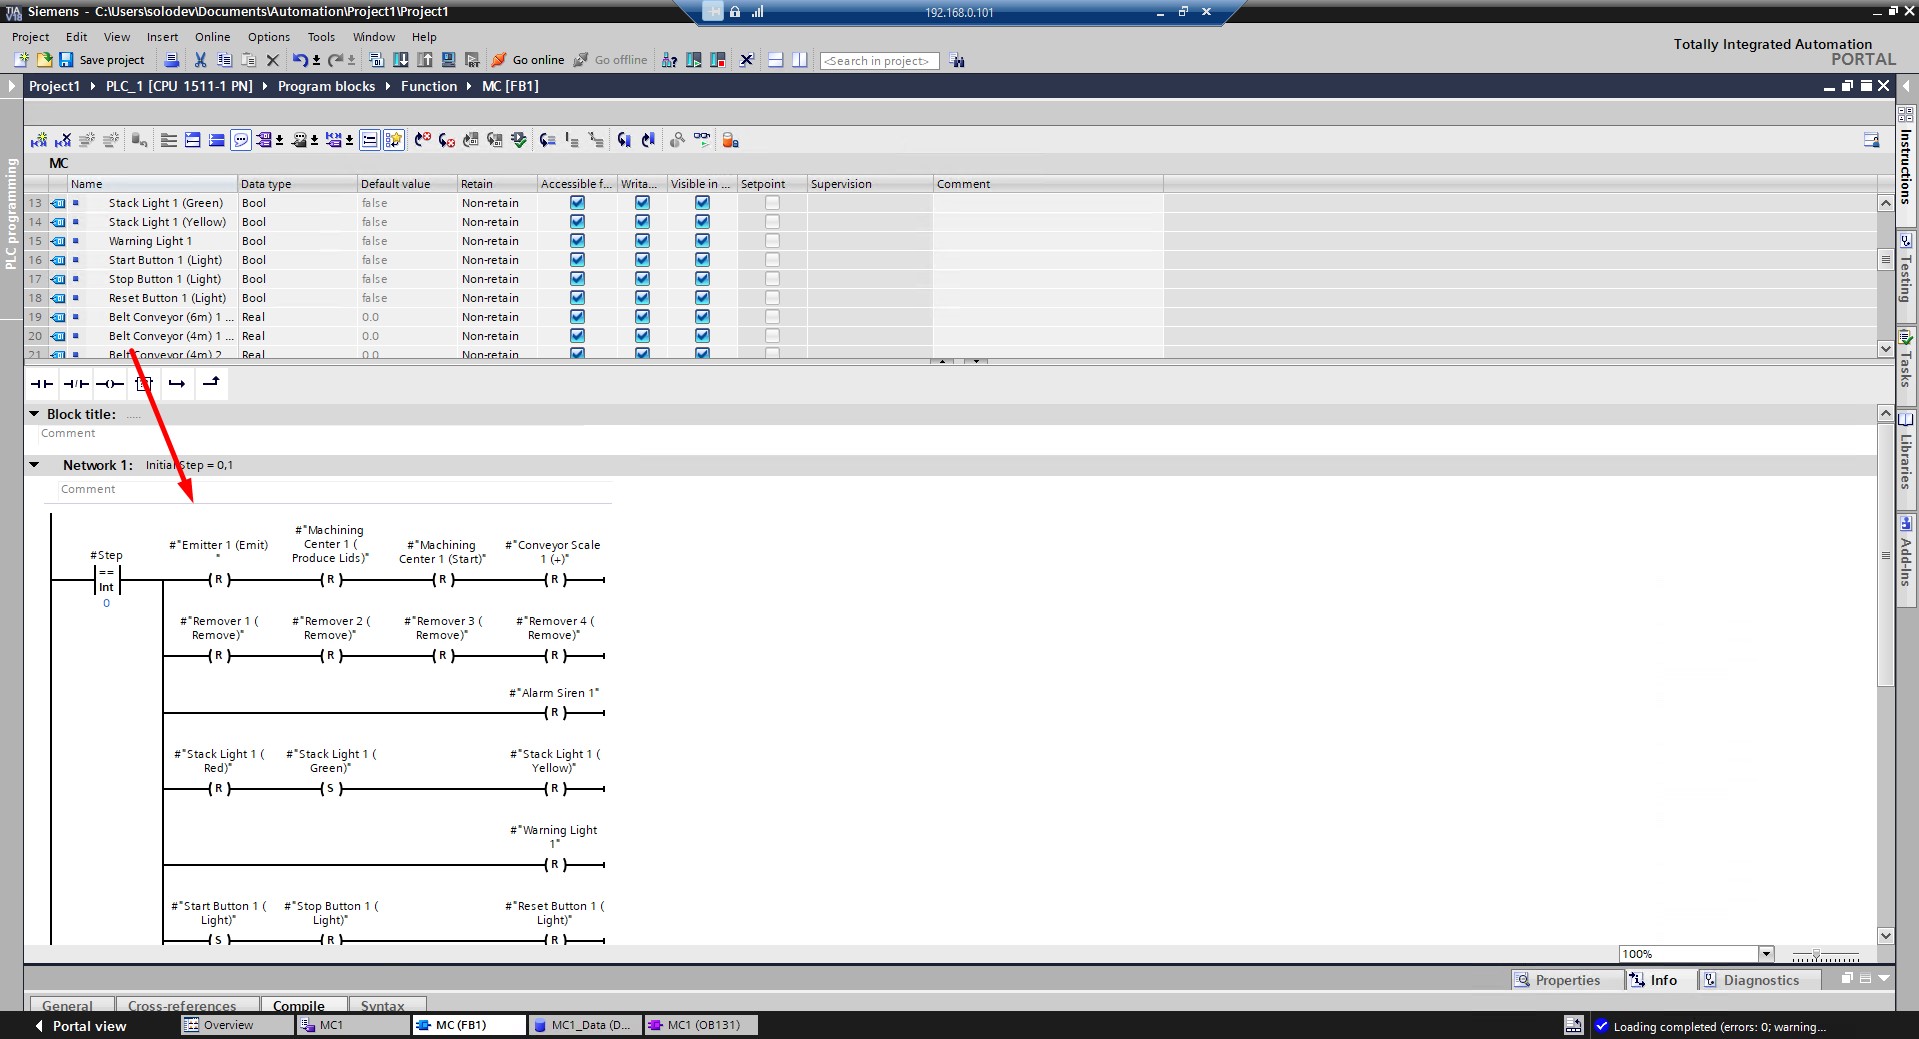 Siemens - C:\Users\solodev\Documents\Automation\Project1\Project1
192.168.0.101
Project Edit View Insert Online Options Tools Window Help
Totally Integrated Automation
PORTAL
Save project Go online Go offline <Search in project>
Project1 PLC_1 [CPU 1511-1 PN] Program blocks Function MC [FB1]
MC
Name Data type Default value Retain Accessible f... Writa... Visible in ... Setpoint Supervision Comment
13 Stack Light 1 (Green) Bool false Non-retain
14 Stack Light 1 (Yellow) Bool false Non-retain
15 Warning Light 1 Bool false Non-retain
16 Start Button 1 (Light) Bool false Non-retain
17 Stop Button 1 (Light) Bool false Non-retain
18 Reset Button 1 (Light) Bool false Non-retain
19 Belt Conveyor (6m) 1 ... Real 0.0 Non-retain
20 Belt Conveyor (4m) 1 ... Real 0.0 Non-retain
21 Belt Conveyor (4m) 2 Real 0.0 Non-retain
Block title: .....
Comment
Network 1: Initial Step = 0,1
Comment
#Step
==
Int
0
#"Emitter 1 (Emit)
"
(R)
#"Machining
Center 1 (
Produce Lids)"
(R)
#"Machining
Center 1 (Start)"
(R)
#"Conveyor Scale
1 (+)"
(R)
#"Remover 1 (
Remove)"
(R)
#"Remover 2 (
Remove)"
(R)
#"Remover 3 (
Remove)"
(R)
#"Remover 4 (
Remove)"
(R)
#"Alarm Siren 1"
(R)
#"Stack Light 1 (
Red)"
(R)
#"Stack Light 1 (
Green)"
(S)
#"Stack Light 1 (
Yellow)"
(R)
#"Warning Light
1"
(R)
#"Start Button 1 (
Light)"
(S)
#"Stop Button 1 (
Light)"
(R)
#"Reset Button 1 (
Light)"
(R)
100%
Properties Info Diagnostics
General Cross-references Compile Syntax
Portal view Overview MC1 MC (FB1) MC1_Data (D... MC1 (OB131) Loading completed (errors: 0; warning...
PLC programming
Instructions
Testing
Tasks
Libraries
Add-Ins